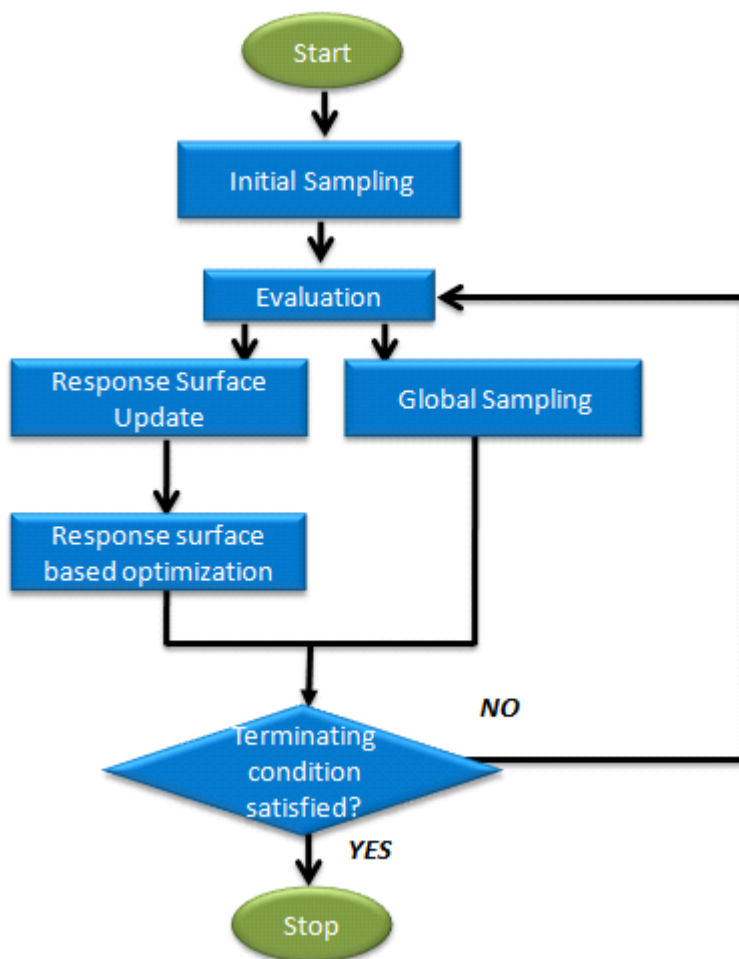 Start
Initial Sampling
Evaluation
Response Surface
Update
Global Sampling
Response surface
based optimization
NO
Terminating
condition
satisfied?
YES
Stop